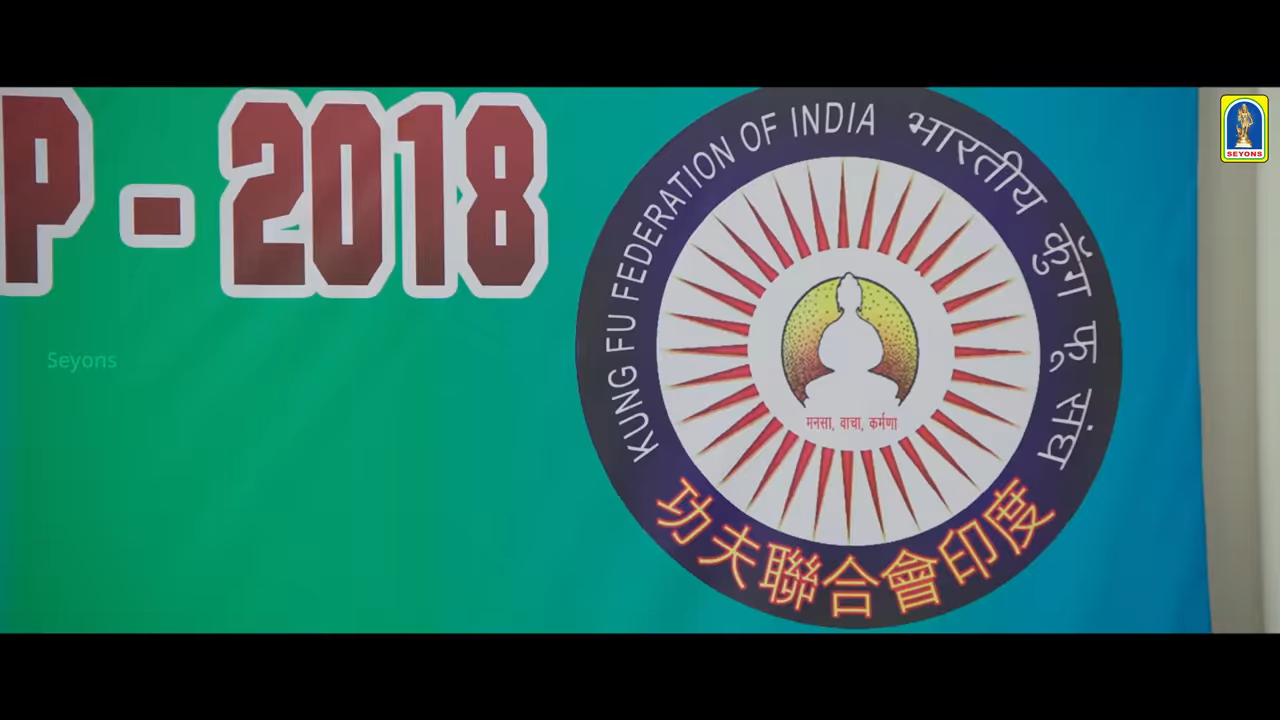 P - 2018
SEYONS
Seyons
KUNG FU FEDERATION OF INDIA
भारतीय कुँग फू संघ
मनसा, वाचा, कर्मणा
功夫聯合會印度